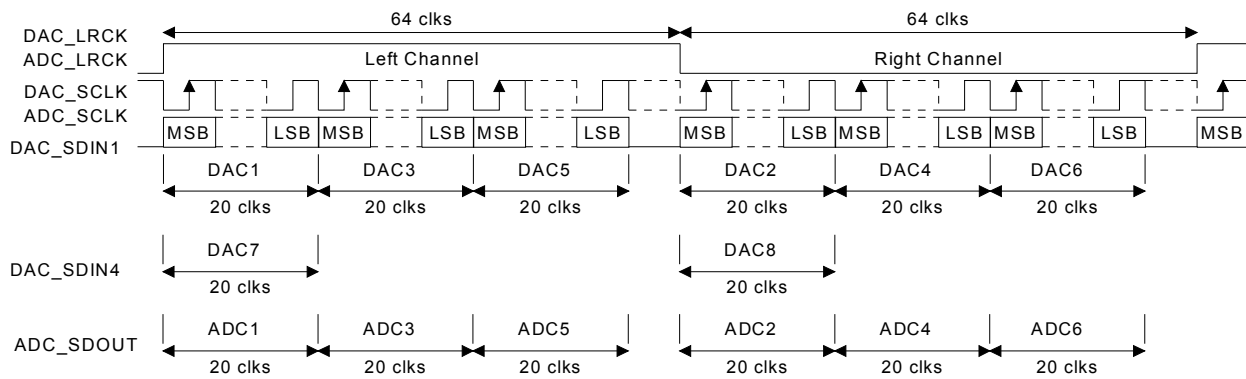 64 clks 64 clks
DAC_LRCK
ADC_LRCK Left Channel Right Channel
DAC_SCLK
ADC_SCLK
DAC_SDIN1 MSB LSB MSB LSB MSB LSB MSB LSB MSB LSB MSB LSB MSB
DAC1 DAC3 DAC5 DAC2 DAC4 DAC6
20 clks 20 clks 20 clks 20 clks 20 clks 20 clks
DAC7 DAC8
DAC_SDIN4
20 clks 20 clks
ADC1 ADC3 ADC5 ADC2 ADC4 ADC6
ADC_SDOUT
20 clks 20 clks 20 clks 20 clks 20 clks 20 clks